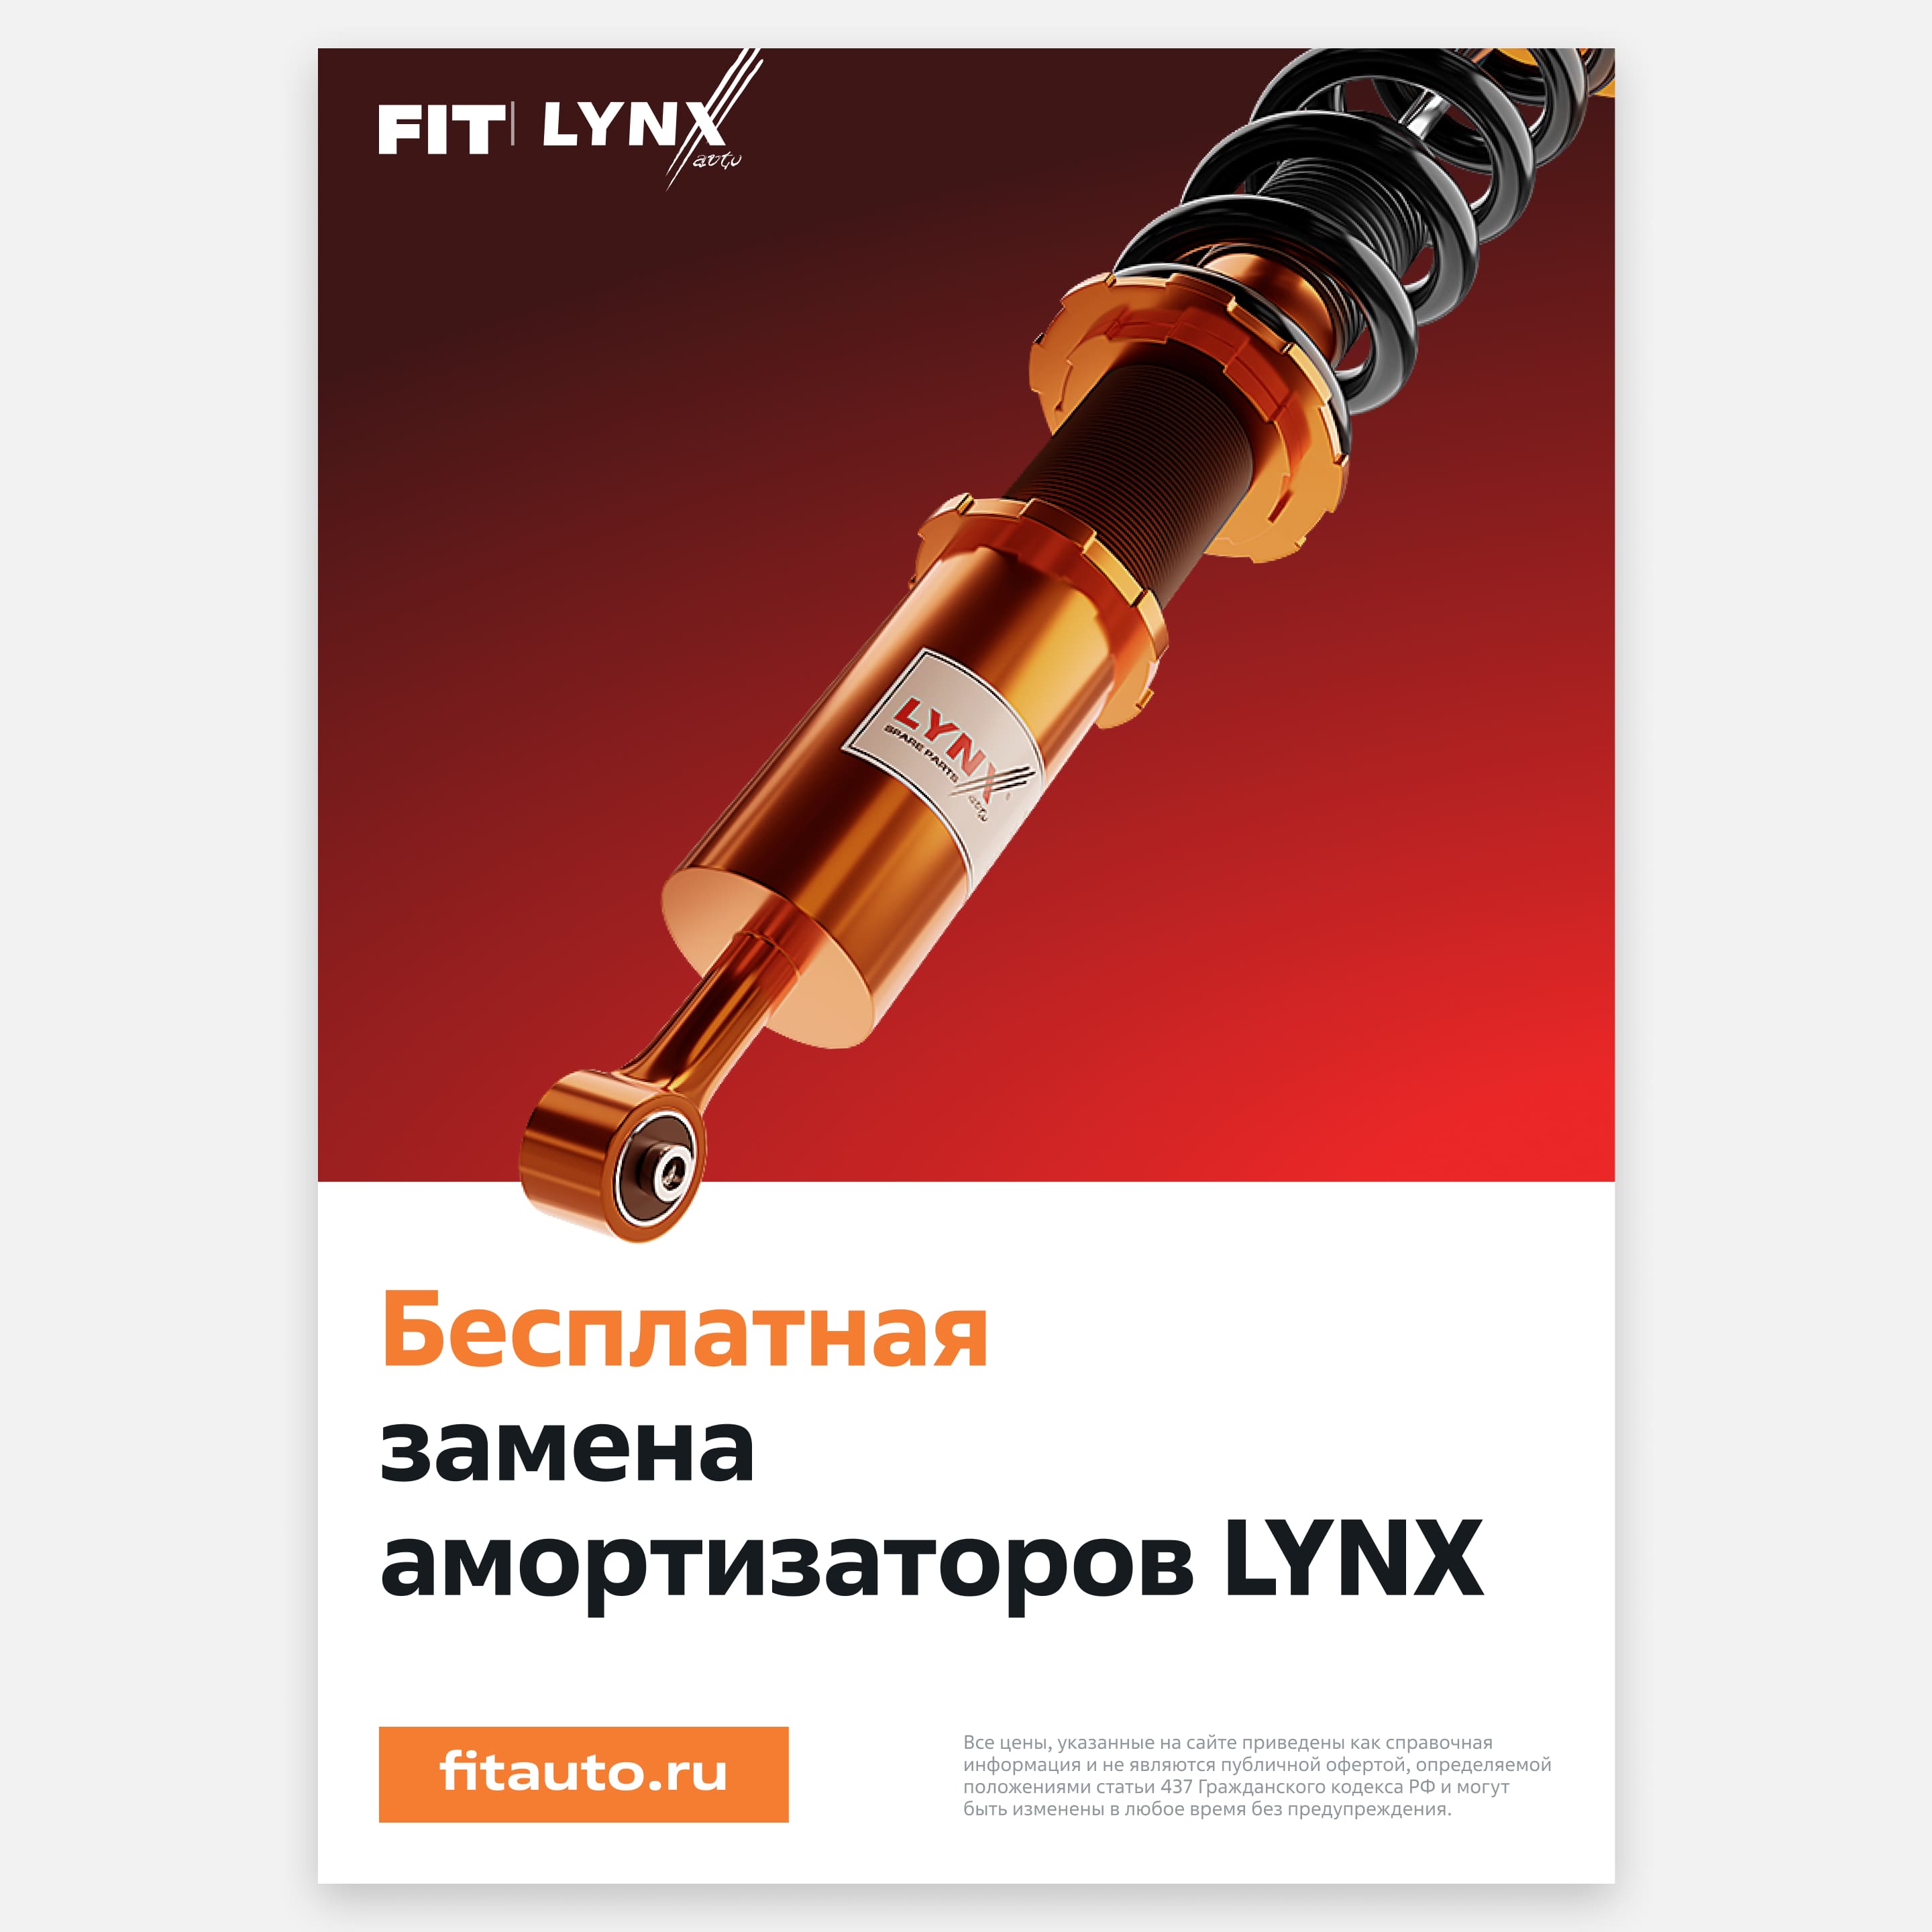 FIT | LYNX
auto
LYNX
SPARE PARTS
auto
Бесплатная
замена
амортизаторов LYNX
fitauto.ru
Все цены, указанные на сайте приведены как справочная
информация и не являются публичной офертой, определяемой
положениями статьи 437 Гражданского кодекса РФ и могут
быть изменены в любое время без предупреждения.